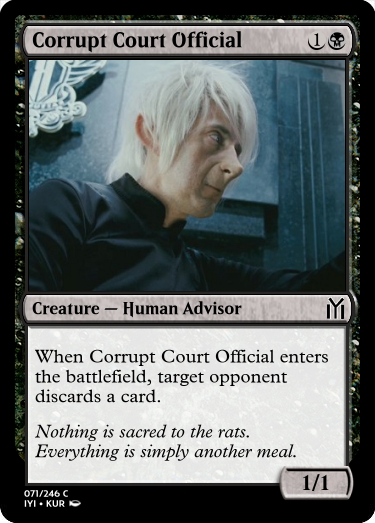 Corrupt Court Official 1
Creature — Human Advisor
When Corrupt Court Official enters
the battlefield, target opponent
discards a card.
Nothing is sacred to the rats.
Everything is simply another meal.
1/1
071/246 C
IYI • KUR